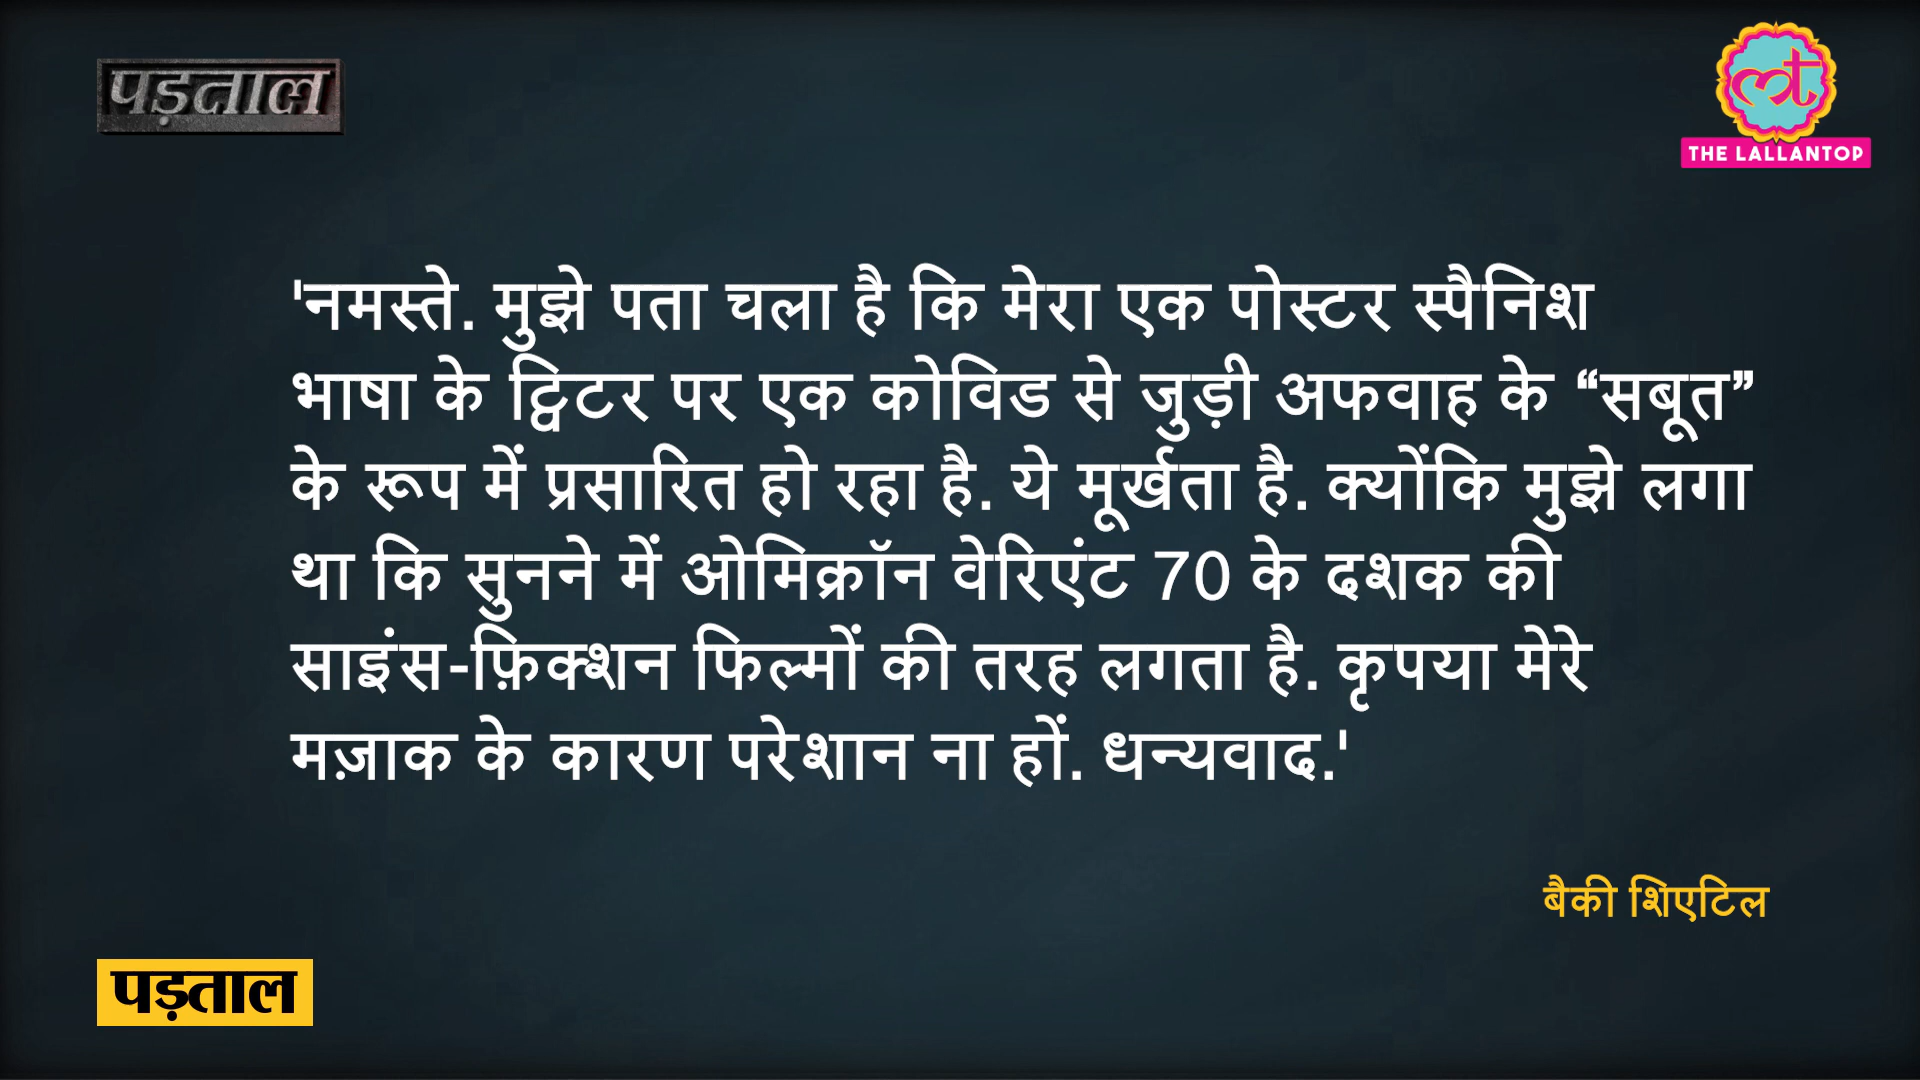 पड़ताल
THE LALLANTOP
'नमस्ते. मुझे पता चला है कि मेरा एक पोस्टर स्पैनिश
भाषा के ट्विटर पर एक कोविड से जुड़ी अफवाह के “सबूत”
के रूप में प्रसारित हो रहा है. ये मूर्खता है. क्योंकि मुझे लगा
था कि सुनने में ओमिक्रॉन वेरिएंट 70 के दशक की
साइंस-फ़िक्शन फिल्मों की तरह लगता है. कृपया मेरे
मज़ाक के कारण परेशान ना हों. धन्यवाद.'
बैकी शिएटिल
पड़ताल